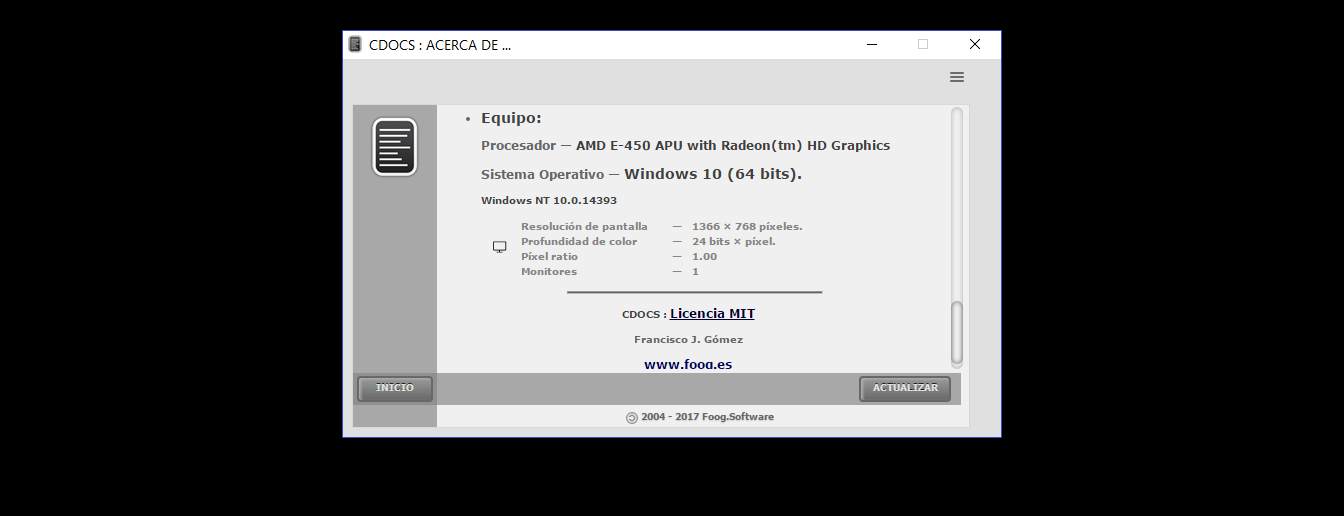 CDOCS : ACERCA DE ...
Equipo:
Procesador — AMD E-450 APU with Radeon(tm) HD Graphics
Sistema Operativo — Windows 10 (64 bits).
Windows NT 10.0.14393
Resolución de pantalla — 1366 × 768 píxeles.
Profundidad de color — 24 bits × píxel.
Píxel ratio — 1.00
Monitores — 1
CDOCS : Licencia MIT
Francisco J. Gómez
www.foog.es
INICIO
ACTUALIZAR
2004 - 2017 Foog.Software